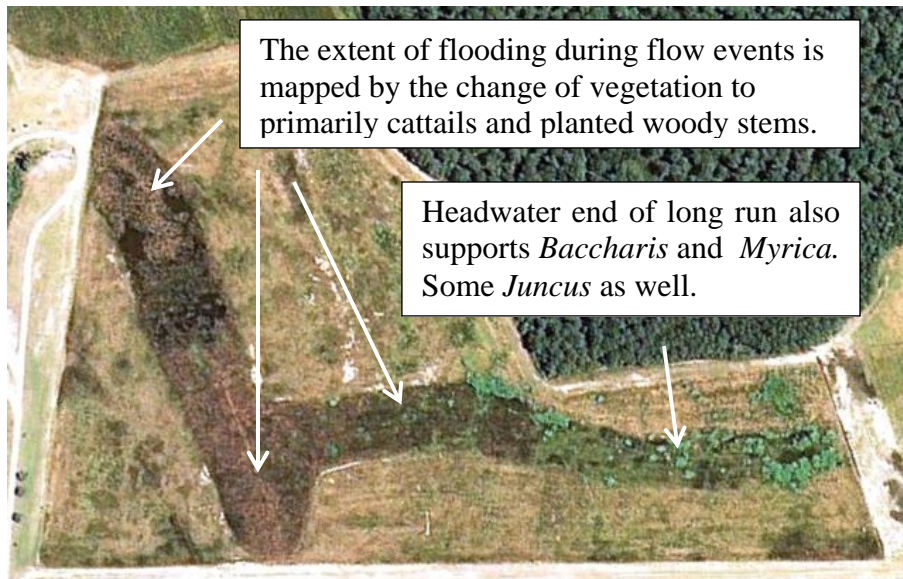 The extent of flooding during flow events is
mapped by the change of vegetation to
primarily cattails and planted woody stems.
Headwater end of long run also
supports Baccharis and Myrica.
Some Juncus as well.